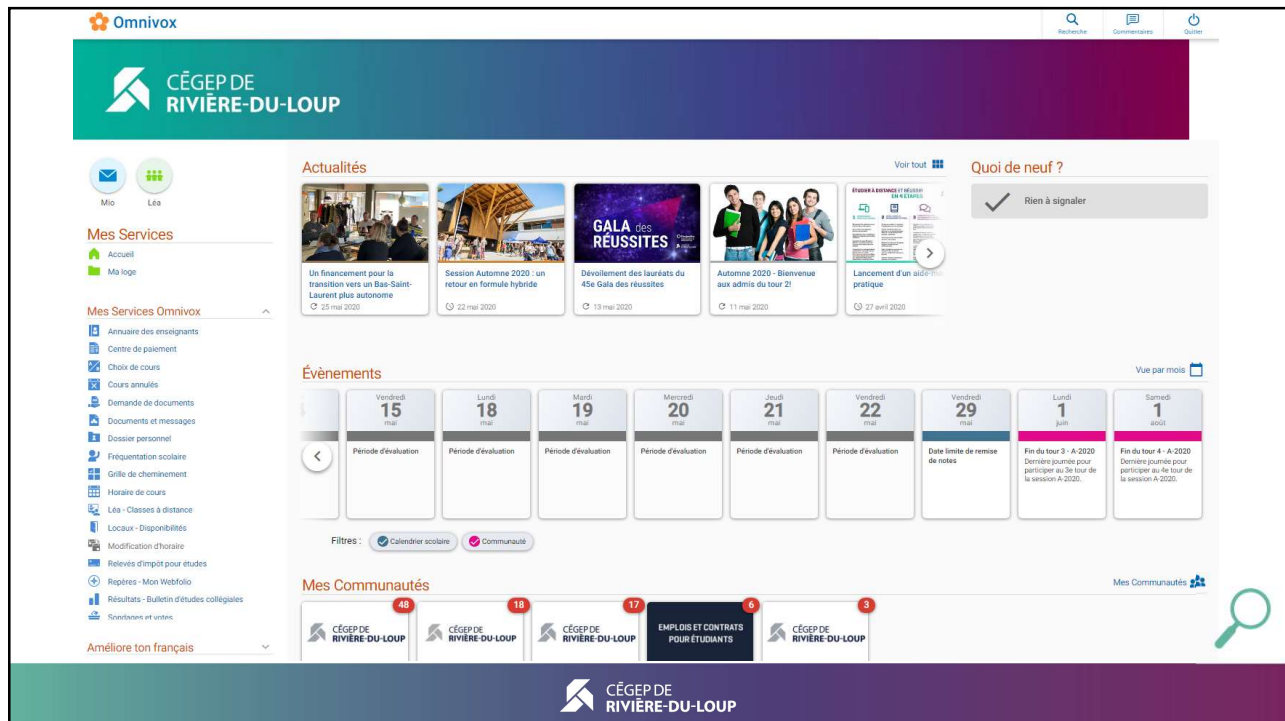 Omnivox
Recherche
Commentaires
Quitter
CÉGEP DE
RIVIÈRE-DU-LOUP
Mio
Léa
Mes Services
Accueil
Ma loge
Mes Services Omnivox
Annuaire des enseignants
Centre de paiement
Choix de cours
Cours annulés
Demande de documents
Documents et messages
Dossier personnel
Fréquentation scolaire
Grille de cheminement
Horaire de cours
Léa - Classes à distance
Locaux - Disponibilités
Modification d'horaire
Relevés d'impôt pour études
Repères - Mon Webfolio
Résultats - Bulletin d'études collégiales
Sondages et votes
Améliore ton français
Actualités
Voir tout
Un financement pour la
transition vers un Bas-Saint-
Laurent plus autonome
25 mai 2020
Session Automne 2020 : un
retour en formule hybride
22 mai 2020
GALA des
RÉUSSITES
Dévoilement des lauréats du
45e Gala des réussites
13 mai 2020
Automne 2020 - Bienvenue
aux admis du tour 2!
11 mai 2020
ÉTUDIER À DISTANCE ET RÉUSSIR
EN 4 ÉTAPES
Lancement d'un aide-
pratique
27 avril 2020
Quoi de neuf ?
Rien à signaler
Évènements
Vue par mois
Vendredi
15
mai
Période d'évaluation
Lundi
18
mai
Période d'évaluation
Mardi
19
mai
Période d'évaluation
Mercredi
20
mai
Période d'évaluation
Jeudi
21
mai
Période d'évaluation
Vendredi
22
mai
Période d'évaluation
Vendredi
29
mai
Date limite de remise
de notes
Lundi
1
juin
Fin du tour 3 - A-2020
Dernière journée pour
participer au 3e tour de
la session A-2020.
Samedi
1
août
Fin du tour 4 - A-2020
Dernière journée pour
participer au 4e tour de
la session A-2020.
Filtres :
Calendrier scolaire
Communauté
Mes Communautés
Mes Communautés
48
CÉGEP DE
RIVIÈRE-DU-LOUP
18
CÉGEP DE
RIVIÈRE-DU-LOUP
17
CÉGEP DE
RIVIÈRE-DU-LOUP
6
EMPLOIS ET CONTRATS
POUR ÉTUDIANTS
3
CÉGEP DE
RIVIÈRE-DU-LOUP
CÉGEP DE
RIVIÈRE-DU-LOUP